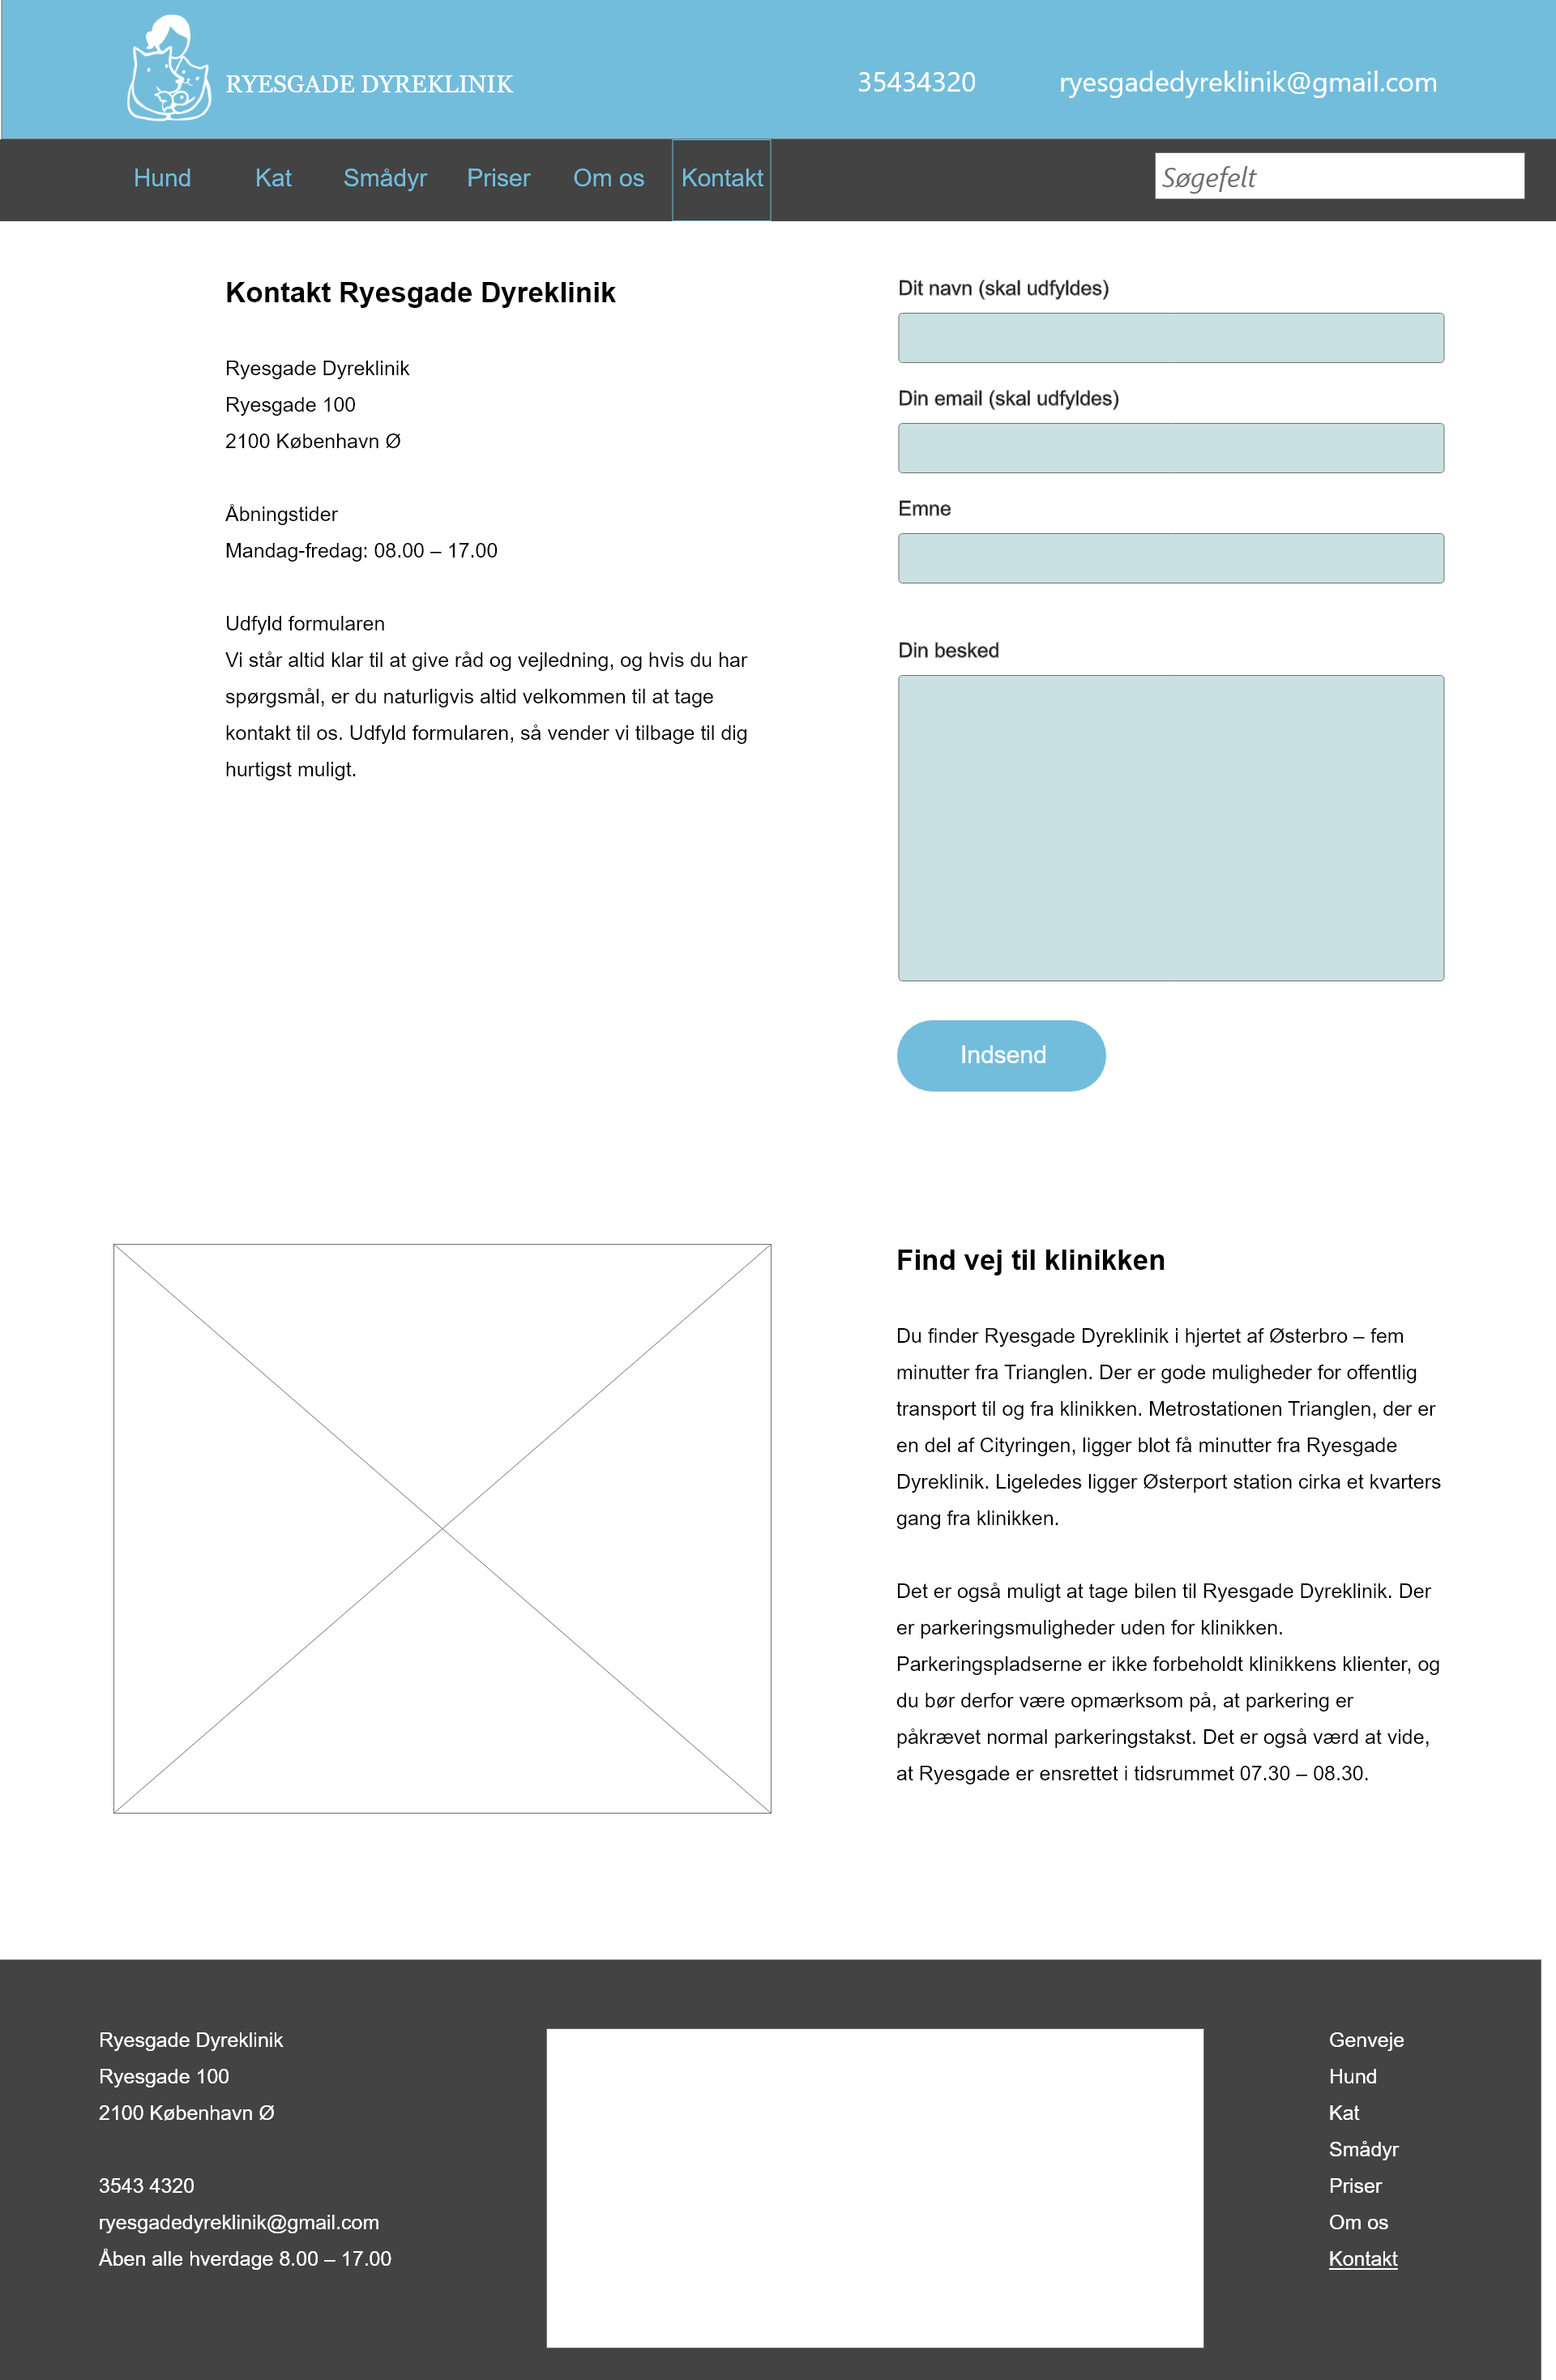 RYESGADE DYREKLINIK
35434320
ryesgadedyreklinik@gmail.com
Hund
Kat
Smådyr
Priser
Om os
Kontakt
Søgefelt
Kontakt Ryesgade Dyreklinik
Ryesgade Dyreklinik
Ryesgade 100
2100 København Ø
Åbningstider
Mandag-fredag: 08.00 – 17.00
Udfyld formularen
Vi står altid klar til at give råd og vejledning, og hvis du har
spørgsmål, er du naturligvis altid velkommen til at tage
kontakt til os. Udfyld formularen, så vender vi tilbage til dig
hurtigst muligt.
Dit navn (skal udfyldes)
Din email (skal udfyldes)
Emne
Din besked
Indsend
Find vej til klinikken
Du finder Ryesgade Dyreklinik i hjertet af Østerbro – fem
minutter fra Trianglen. Der er gode muligheder for offentlig
transport til og fra klinikken. Metrostationen Trianglen, der er
en del af Cityringen, ligger blot få minutter fra Ryesgade
Dyreklinik. Ligeledes ligger Østerport station cirka et kvarters
gang fra klinikken.
Det er også muligt at tage bilen til Ryesgade Dyreklinik. Der
er parkeringsmuligheder uden for klinikken.
Parkeringspladserne er ikke forbeholdt klinikkens klienter, og
du bør derfor være opmærksom på, at parkering er
påkrævet normal parkeringstakst. Det er også værd at vide,
at Ryesgade er ensrettet i tidsrummet 07.30 – 08.30.
Ryesgade Dyreklinik
Ryesgade 100
2100 København Ø
3543 4320
ryesgadedyreklinik@gmail.com
Åben alle hverdage 8.00 – 17.00
Genveje
Hund
Kat
Smådyr
Priser
Om os
Kontakt